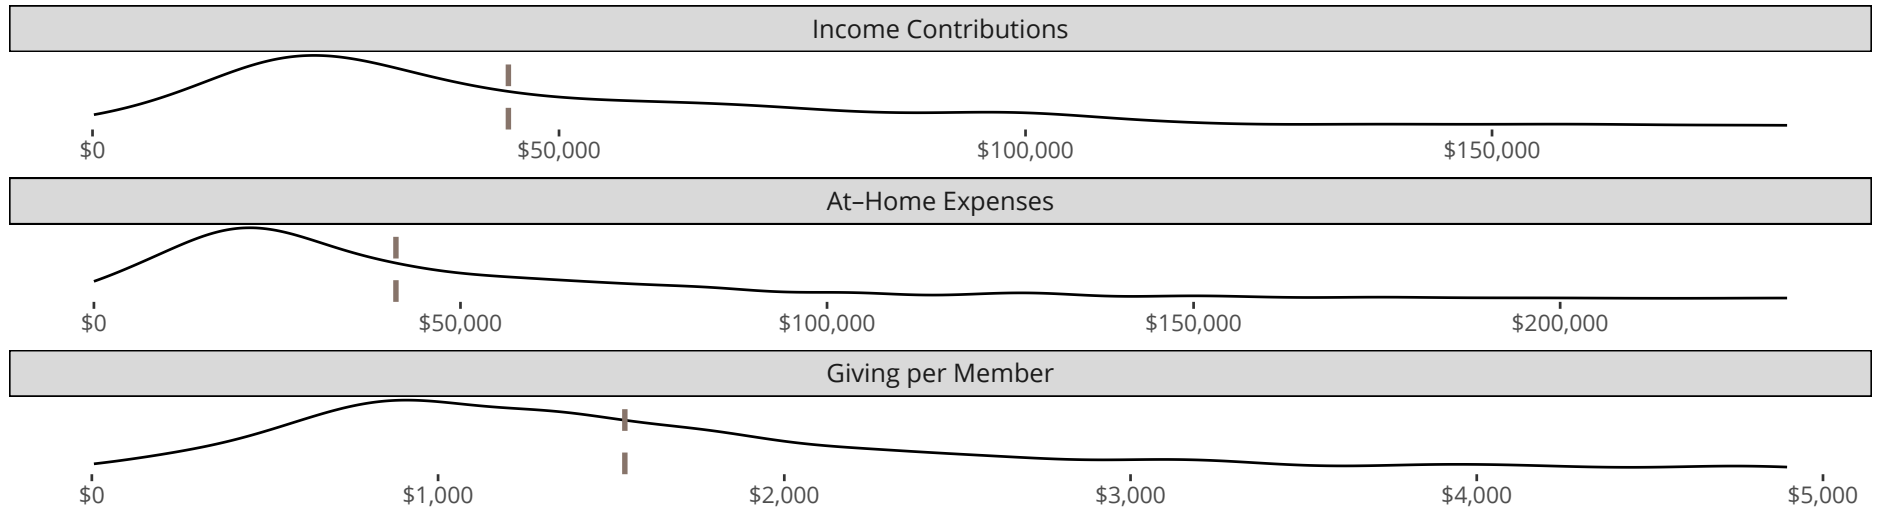 Income Contributions
$0 $50,000 $100,000 $150,000
At–Home Expenses
$0 $50,000 $100,000 $150,000 $200,000
Giving per Member
$0 $1,000 $2,000 $3,000 $4,000 $5,000